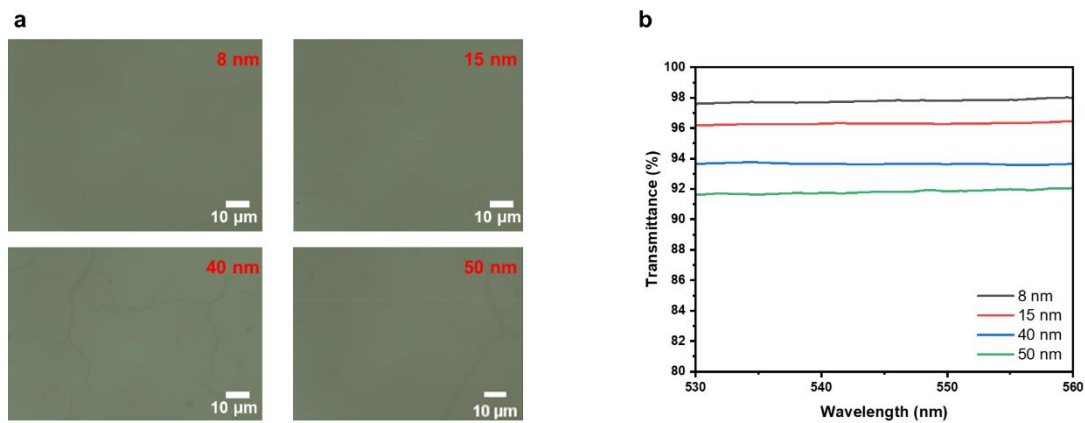 a
8 nm
10 µm
15 nm
10 µm
40 nm
10 µm
50 nm
10 µm
b
Transmittance (%)
100
98
96
94
92
90
88
86
84
82
80
8 nm
15 nm
40 nm
50 nm
530
540
550
560
Wavelength (nm)